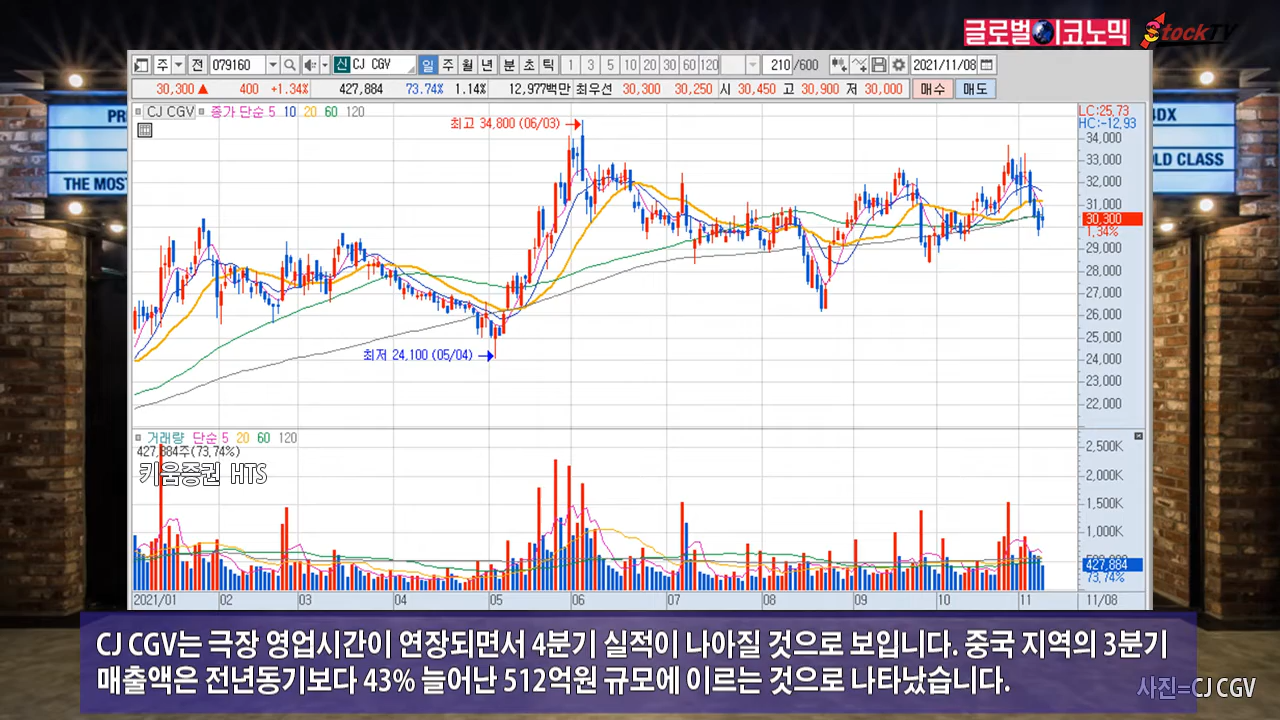 글로벌이코노믹 StockTV
주 전 079160 신 CJ CGV 일 주 월 년 분 초 틱 1 3 5 10 20 30 60 120 210 /600 2021/11/08
30,300 ▲ 400 +1.34% 427,884 73.74% 1.14% 12,977백만 최우선 30,300 30,250 시 30,450 고 30,900 저 30,000 매수 매도
CJ CGV 종가 단순 5 10 20 60 120
LC:25.73
HC:-12.93
최고 34,800 (06/03)
34,000
33,000
32,000
31,000
30,300
1.34%
29,000
28,000
27,000
26,000
25,000
24,000
23,000
22,000
최저 24,100 (05/04)
THE MOST
LD CLASS
거래량 단순 5 20 60 120
427,884주(73.74%)
키움증권 HTS
2,500K
2,000K
1,500K
1,000K
427,884
73.74%
2021/01 02 03 04 05 06 07 08 09 10 11 11/08
CJ CGV는 극장 영업시간이 연장되면서 4분기 실적이 나아질 것으로 보입니다. 중국 지역의 3분기
매출액은 전년동기보다 43% 늘어난 512억원 규모에 이르는 것으로 나타났습니다.
사진=CJ CGV